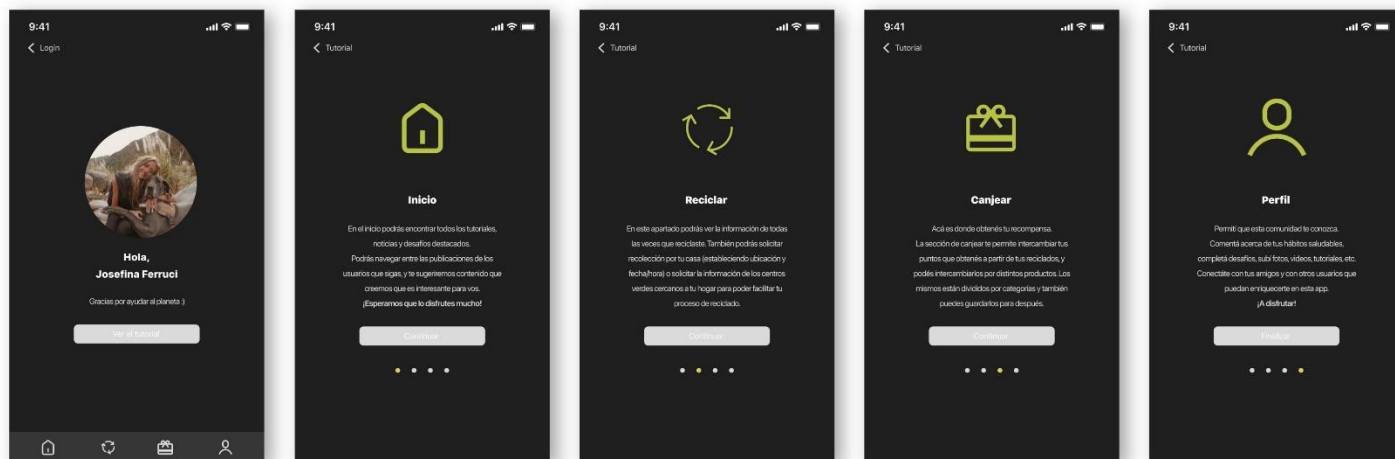 9:41
Login
Hola,
Josefina Ferruci
Gracias por ayudar al planeta :)
Ver el tutorial
9:41
Tutorial
Inicio
En el inicio podrás encontrar todos los tutoriales,
noticias y desafíos destacados.
Podrás navegar entre las publicaciones de los
usuarios que sigas, y te sugeriremos contenido que
creemos que es interesante para vos.
¡Esperamos que lo disfrutes mucho!
Continuar
9:41
Tutorial
Reciclar
En este apartado podrás ver la información de todas
las veces que reciclaste. También podrás solicitar
recolección por tu casa (estableciendo ubicación y
fecha/hora) o solicitar la información de los centros
verdes cercanos a tu hogar para poder facilitar tu
proceso de reciclado.
Continuar
9:41
Tutorial
Canjear
Acá es donde obtenés tu recompensa.
La sección de canjear te permite intercambiar tus
puntos que obtenés a partir de tus reciclados, y
podés intercambiarlos por distintos productos. Los
mismos están divididos por categorías y también
puedes guardarlos para después.
Continuar
9:41
Tutorial
Perfil
Permití que esta comunidad te conozca.
Comentá acerca de tus hábitos saludables,
completá desafíos, subí fotos, videos, tutoriales, etc.
Conectáte con tus amigos y con otros usuarios que
puedan enriquecerte en esta app.
¡A disfrutar!
Finalizar